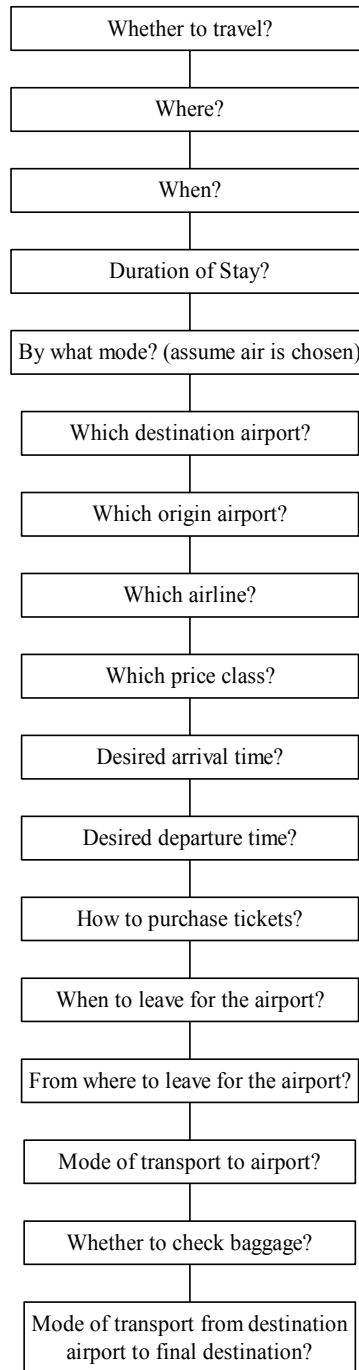 Whether to travel?
Where?
When?
Duration of Stay?
By what mode? (assume air is chosen)
Which destination airport?
Which origin airport?
Which airline?
Which price class?
Desired arrival time?
Desired departure time?
How to purchase tickets?
When to leave for the airport?
From where to leave for the airport?
Mode of transport to airport?
Whether to check baggage?
Mode of transport from destination
airport to final destination?